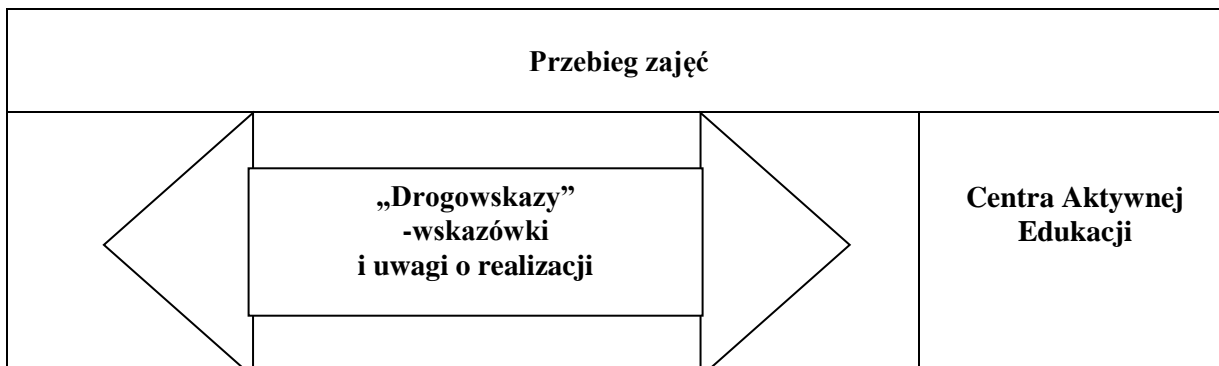 Przebieg zajęć
„Drogowskazy”
-wskazówki
i uwagi o realizacji
Centra Aktywnej
Edukacji